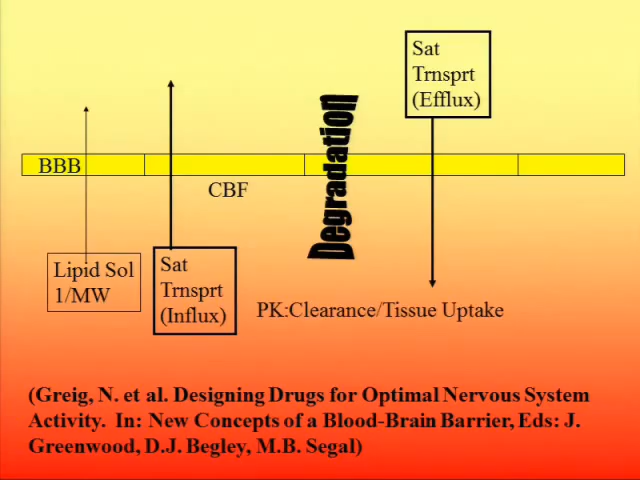 Sat
Trnsprt
(Efflux)
Degradation
BBB
CBF
Lipid Sol
1/MW
Sat
Trnsprt
(Influx)
PK:Clearance/Tissue Uptake
(Greig, N. et al. Designing Drugs for Optimal Nervous System
Activity. In: New Concepts of a Blood-Brain Barrier, Eds: J.
Greenwood, D.J. Begley, M.B. Segal)